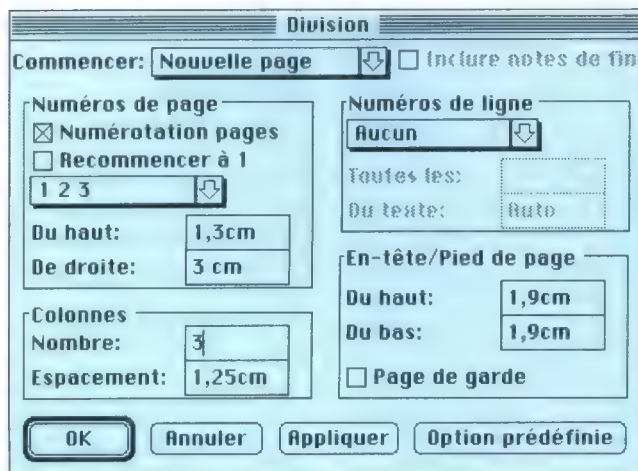 Division
Commencer: Nouvelle page Inclure notes de fin
Numéros de page
Numérotation pages
Recommencer à 1
1 2 3
Du haut: 1,3cm
De droite: 3 cm
Colonnes
Nombre: 3
Espacement: 1,25cm
Numéros de ligne
Aucun
Toutes les:
Du texte: Auto
En-tête/Pied de page
Du haut: 1,9cm
Du bas: 1,9cm
Page de garde
OK Annuler Appliquer Option prédéfinie